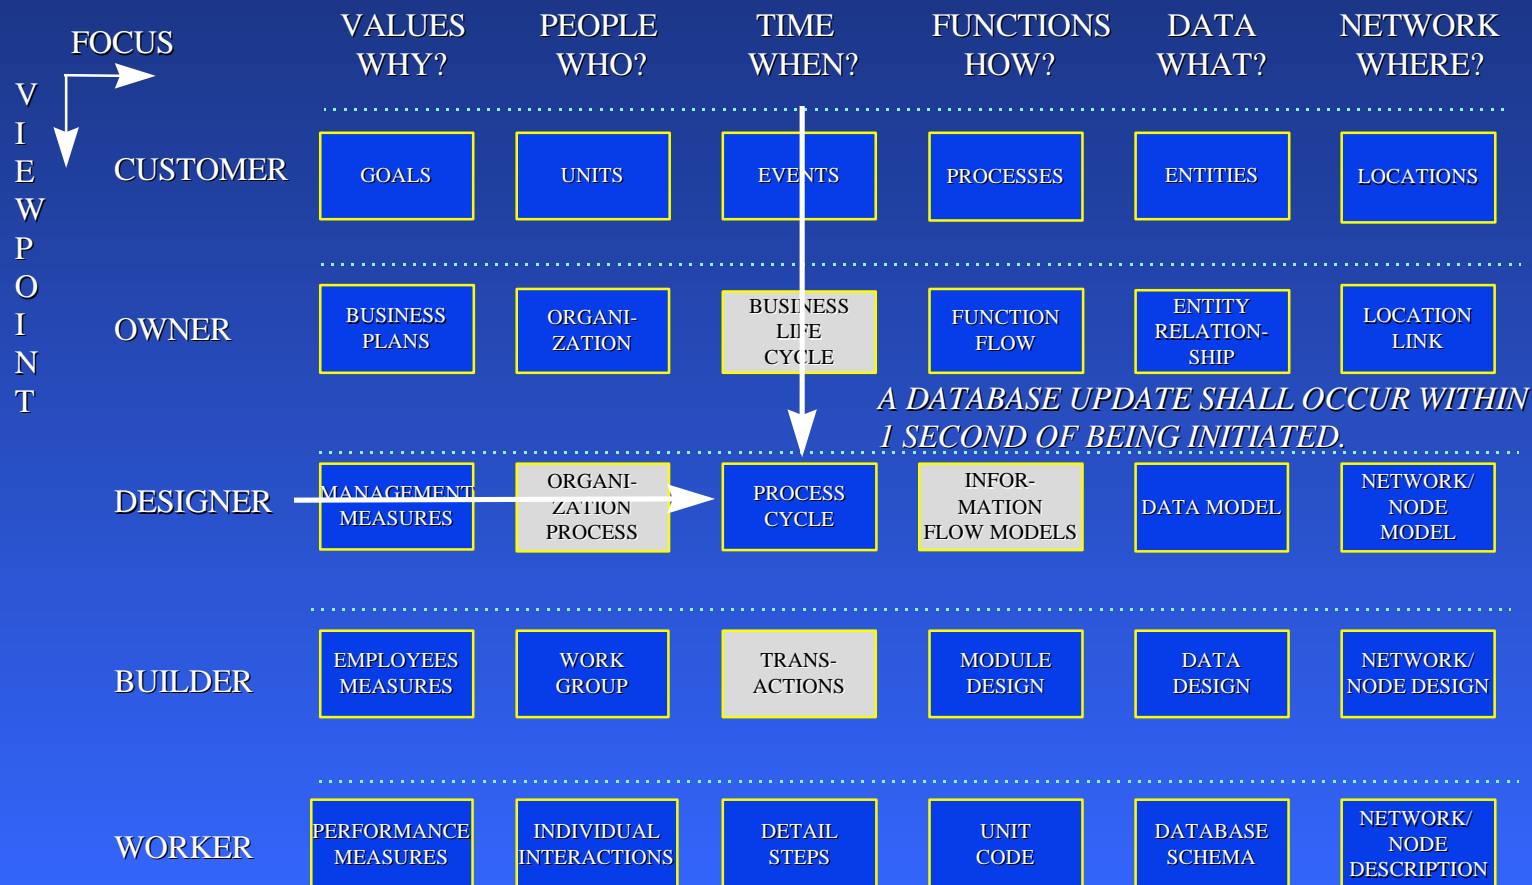 FOCUS
VIEWPOINT
VALUES
WHY?
PEOPLE
WHO?
TIME
WHEN?
FUNCTIONS
HOW?
DATA
WHAT?
NETWORK
WHERE?
CUSTOMER
GOALS
UNITS
EVENTS
PROCESSES
ENTITIES
LOCATIONS
OWNER
BUSINESS
PLANS
ORGANI-
ZATION
BUSINESS
LIFE
CYCLE
FUNCTION
FLOW
ENTITY
RELATION-
SHIP
LOCATION
LINK
A DATABASE UPDATE SHALL OCCUR WITHIN
1 SECOND OF BEING INITIATED.
DESIGNER
MANAGEMENT
MEASURES
ORGANI-
ZATION
PROCESS
PROCESS
CYCLE
INFOR-
MATION
FLOW MODELS
DATA MODEL
NETWORK/
NODE
MODEL
BUILDER
EMPLOYEES
MEASURES
WORK
GROUP
TRANS-
ACTIONS
MODULE
DESIGN
DATA
DESIGN
NETWORK/
NODE DESIGN
WORKER
PERFORMANCE
MEASURES
INDIVIDUAL
INTERACTIONS
DETAIL
STEPS
UNIT
CODE
DATABASE
SCHEMA
NETWORK/
NODE
DESCRIPTION